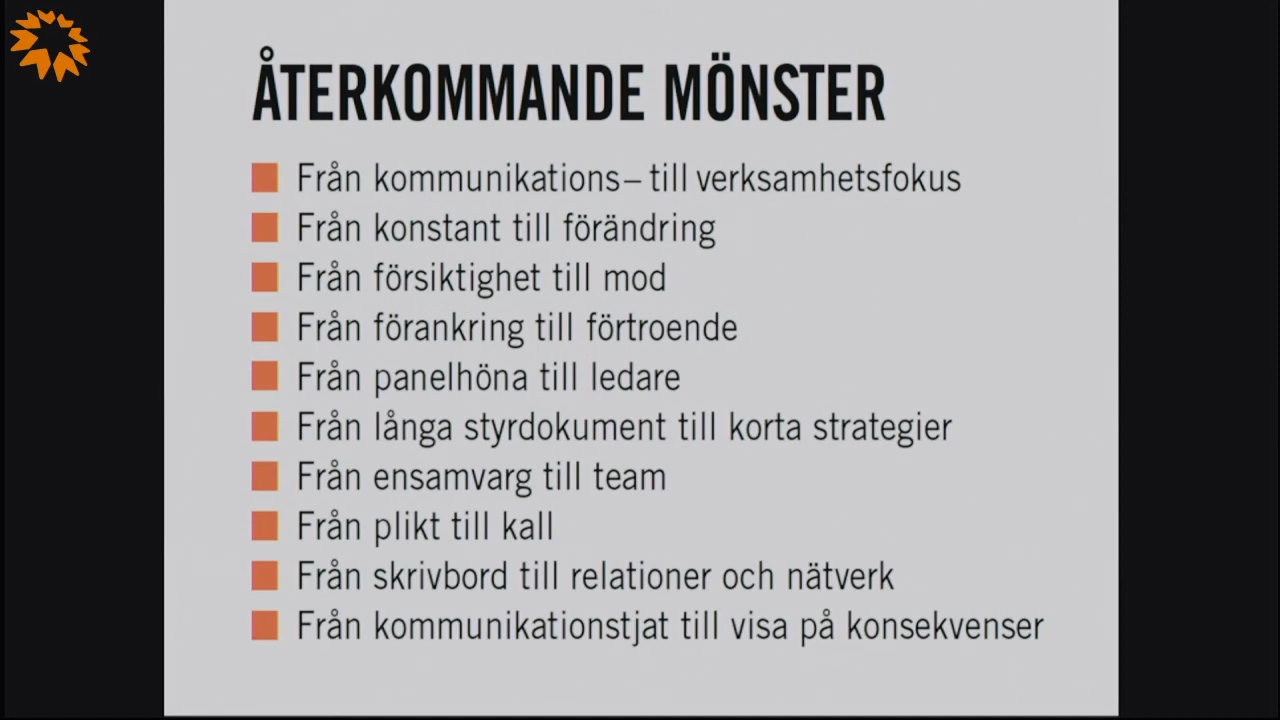 ÅTERKOMMANDE MÖNSTER
Från kommunikations– till verksamhetsfokus
Från konstant till förändring
Från försiktighet till mod
Från förankring till förtroende
Från panelhöna till ledare
Från långa styrdokument till korta strategier
Från ensamvarg till team
Från plikt till kall
Från skrivbord till relationer och nätverk
Från kommunikationstjat till visa på konsekvenser